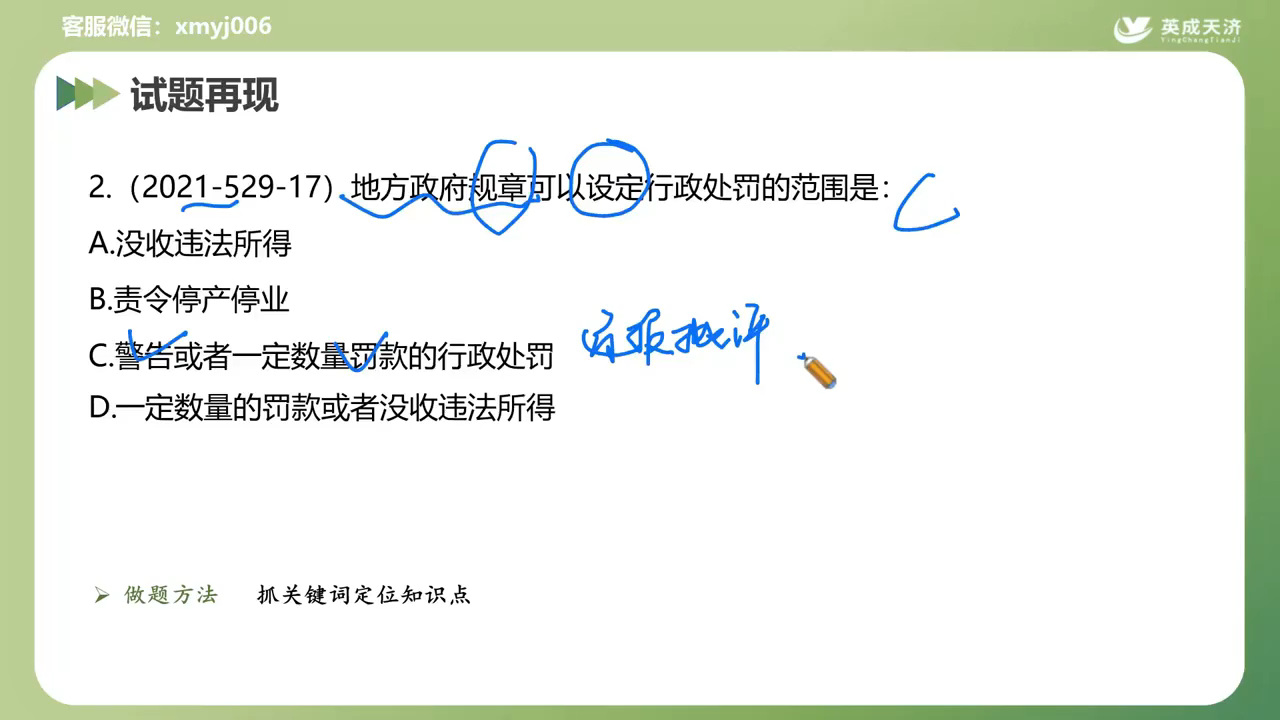 客服微信：xmyj006
英成天济
YingChengTianJi
试题再现
2.（2021-529-17）地方政府规章可以设定行政处罚的范围是： C
A.没收违法所得
B.责令停产停业
C.警告或者一定数量罚款的行政处罚 通报批评
D.一定数量的罚款或者没收违法所得
做题方法 抓关键词定位知识点